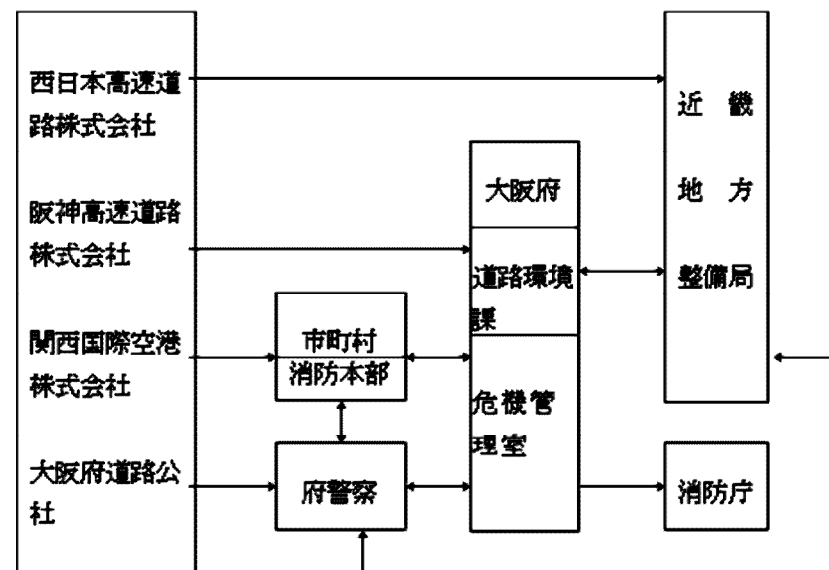 西日本高速道
路株式会社
阪神高速道路
株式会社
関西国際空港
株式会社
大阪府道路公
社
市町村
消防本部
府警察
大阪府
道路環境
課
危機管
理室
近畿
地方
整備局
消防庁